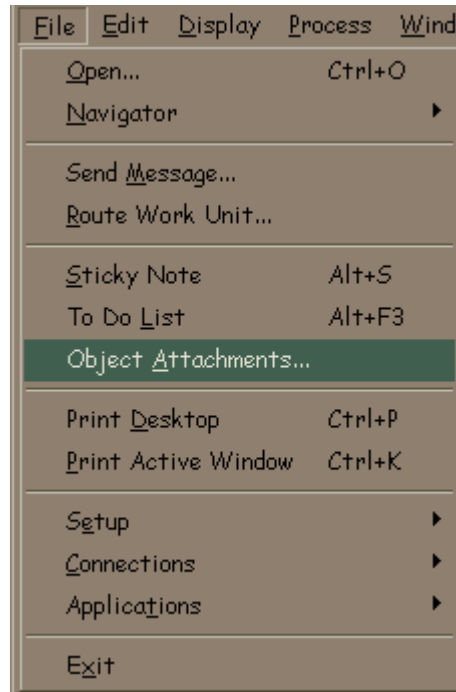 File Edit Display Process Wind
Open... Ctrl+O
Navigator
Send Message...
Route Work Unit...
Sticky Note Alt+S
To Do List Alt+F3
Object Attachments...
Print Desktop Ctrl+P
Print Active Window Ctrl+K
Setup
Connections
Applications
Exit